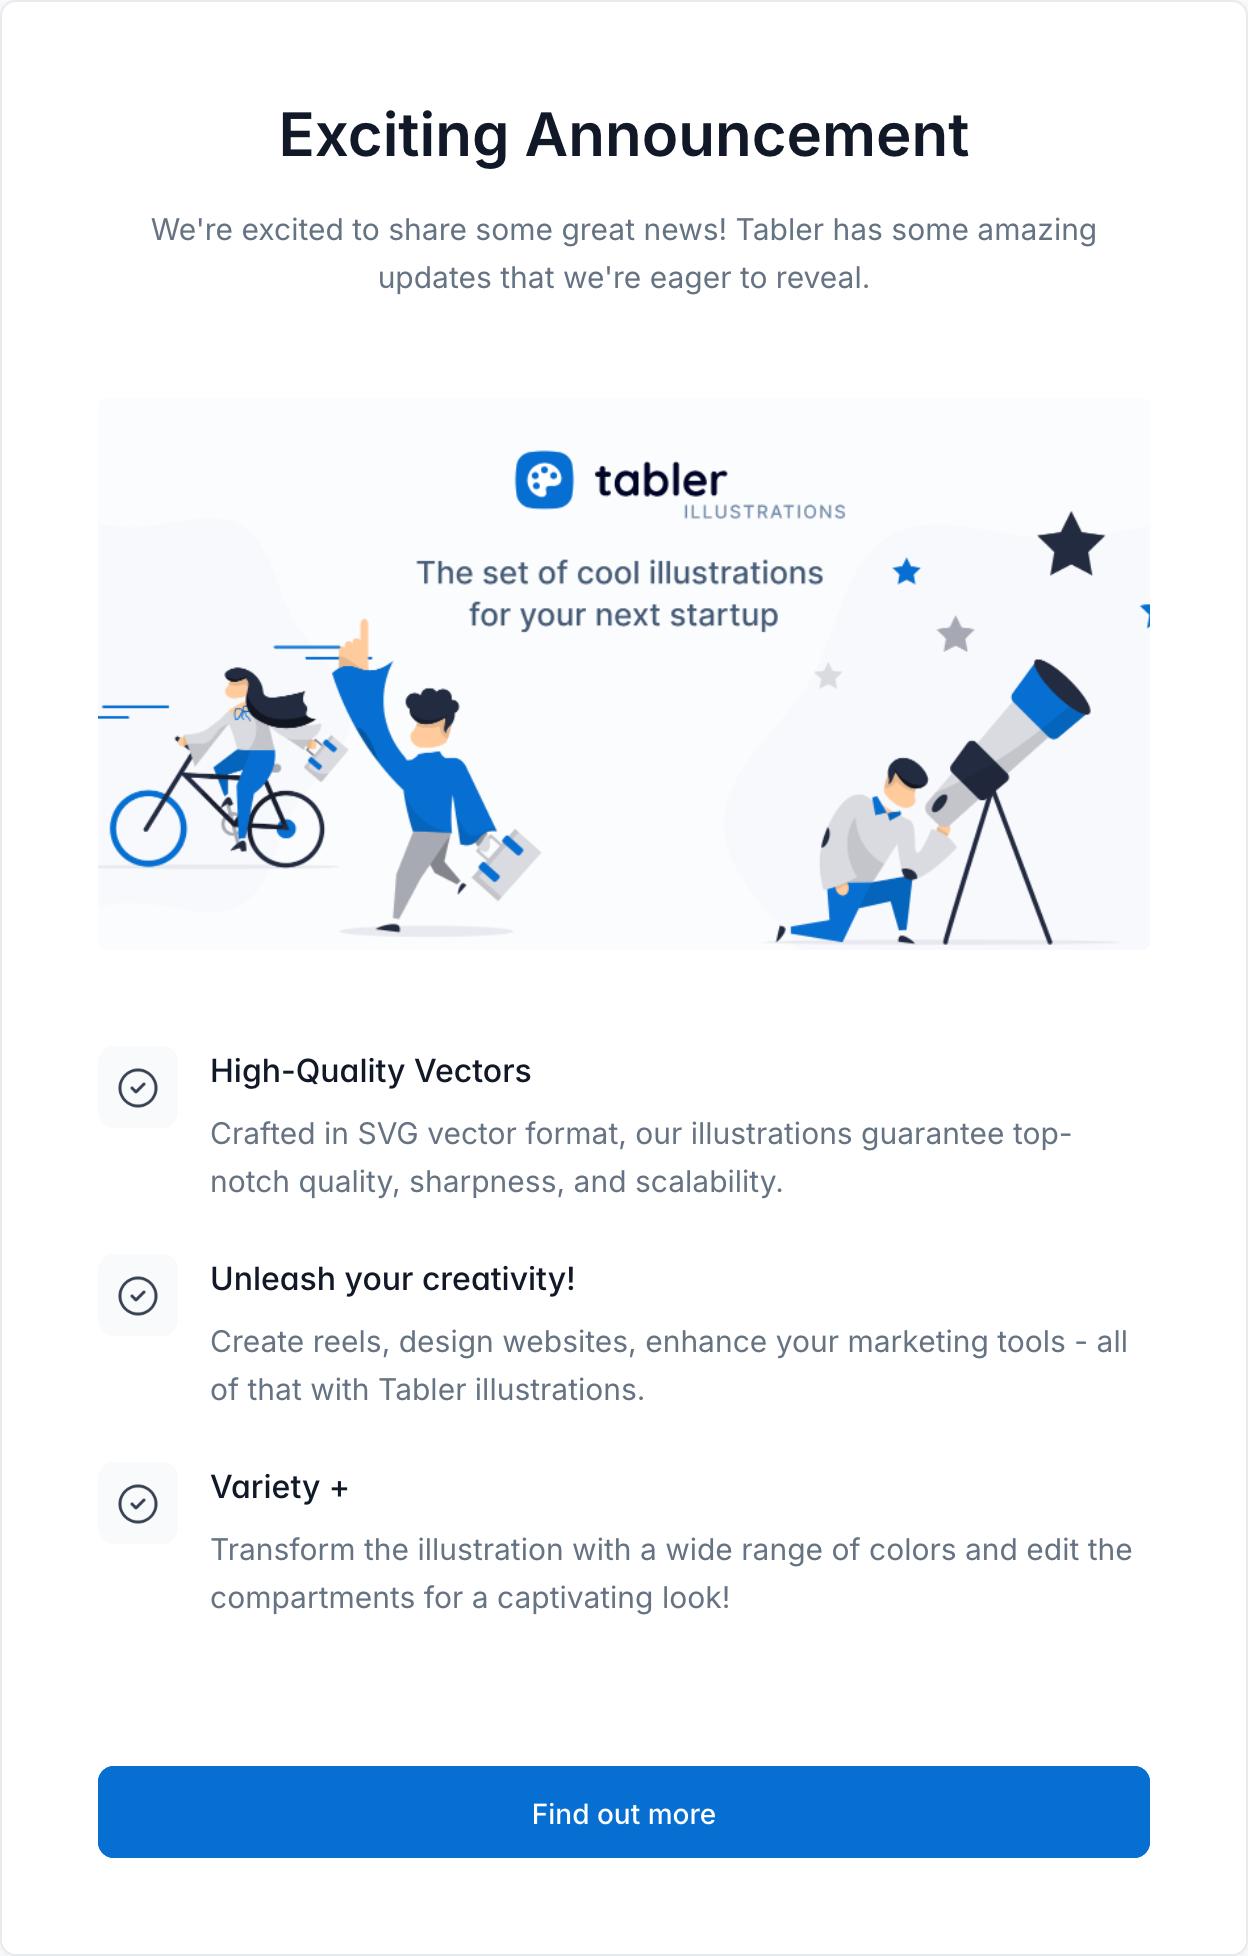 Exciting Announcement
We're excited to share some great news! Tabler has some amazing
updates that we're eager to reveal.
tabler
ILLUSTRATIONS
The set of cool illustrations
for your next startup
High-Quality Vectors
Crafted in SVG vector format, our illustrations guarantee top-
notch quality, sharpness, and scalability.
Unleash your creativity!
Create reels, design websites, enhance your marketing tools - all
of that with Tabler illustrations.
Variety +
Transform the illustration with a wide range of colors and edit the
compartments for a captivating look!
Find out more